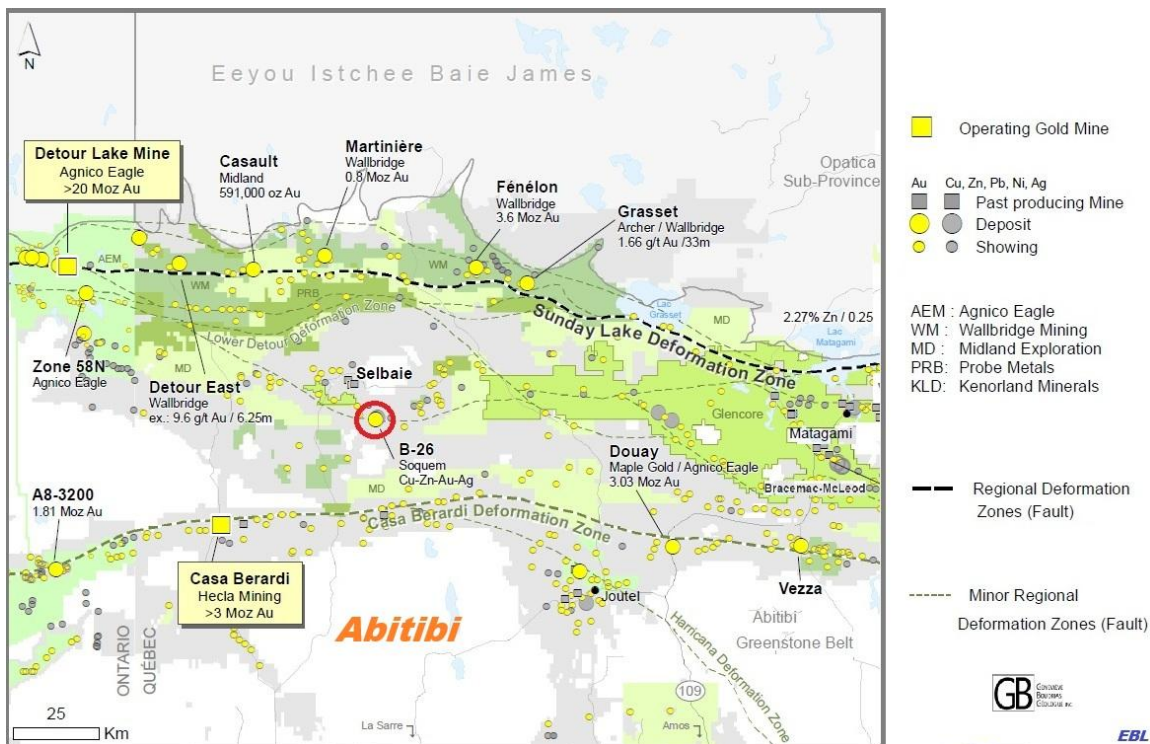 N
Eeyou Istchee Baie James
Detour Lake Mine
Agnico Eagle
>20 Moz Au
Casault
Midland
591,000 oz Au
Martinière
Wallbridge
0.8 Moz Au
Fénélon
Wallbridge
3.6 Moz Au
Grasset
Archer / Wallbridge
1.66 g/t Au /33m
Opatica
Sub-Province
AEM
WM
PRB
WM
MD
Lac
Grasset
2.27% Zn / 0.25
Lac
Matagami
Sunday Lake Deformation Zone
Lower Detour Deformation Zone
Zone 58N
Agnico Eagle
MD
Detour East
Wallbridge
ex.: 9.6 g/t Au / 6.25m
Selbaie
B-26
Soquem
Cu-Zn-Au-Ag
Glencore
Matagami
Bracemac-McLeod
Douay
Maple Gold / Agnico Eagle
3.03 Moz Au
MD
A8-3200
1.81 Moz Au
Casa Berardi Deformation Zone
Casa Berardi
Hecla Mining
>3 Moz Au
Vezza
Joutel
Abitibi
Abitibi
Greenstone Belt
Harricana Deformation Zone
ONTARIO
QUÉBEC
109
25
Km
La Sarre
Amos
Operating Gold Mine
Au Cu, Zn, Pb, Ni, Ag
Past producing Mine
Deposit
Showing
AEM : Agnico Eagle
WM : Wallbridge Mining
MD : Midland Exploration
PRB: Probe Metals
KLD: Kenorland Minerals
Regional Deformation
Zones (Fault)
Minor Regional
Deformation Zones (Fault)
GB
EBL